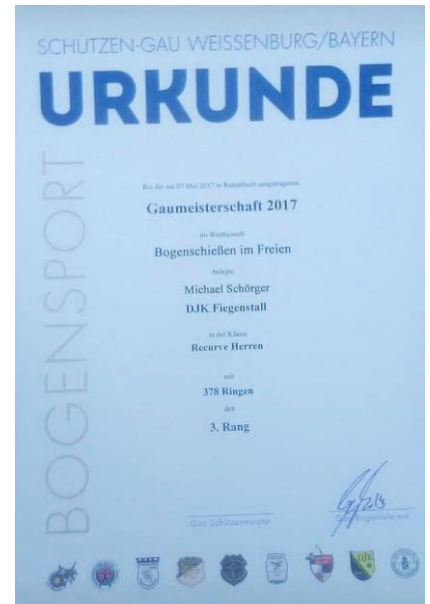 SCHÜTZEN-GAU WEISSENBURG/BAYERN
URKUNDE
BOGENSPORT
Bei der am 07 Mai 2017 in ausgetragenen
Gaumeisterschaft 2017
im Wettbewerb
Bogenschießen im Freien
belegte
Michael Schörger
DJK Fiegenstall
in der Klasse
Recurve Herren
mit
378 Ringen
den
3. Rang
Gau Schützenmeister
Gau Bogenreferent